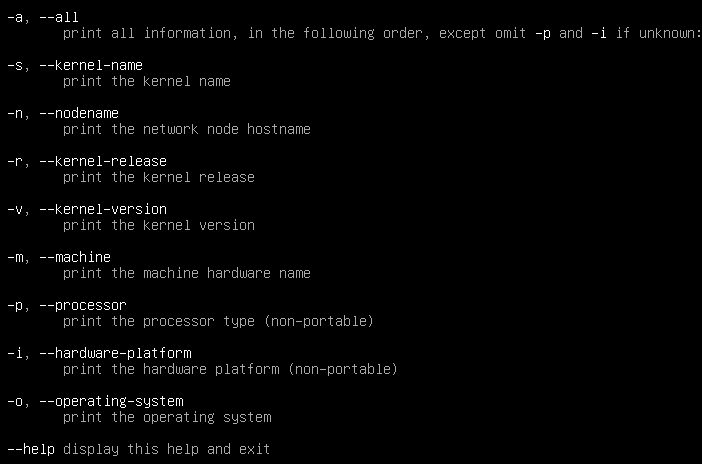 -a, --all
print all information, in the following order, except omit -p and -i if unknown:
-s, --kernel-name
print the kernel name
-n, --nodename
print the network node hostname
-r, --kernel-release
print the kernel release
-v, --kernel-version
print the kernel version
-m, --machine
print the machine hardware name
-p, --processor
print the processor type (non-portable)
-i, --hardware-platform
print the hardware platform (non-portable)
-o, --operating-system
print the operating system
--help display this help and exit